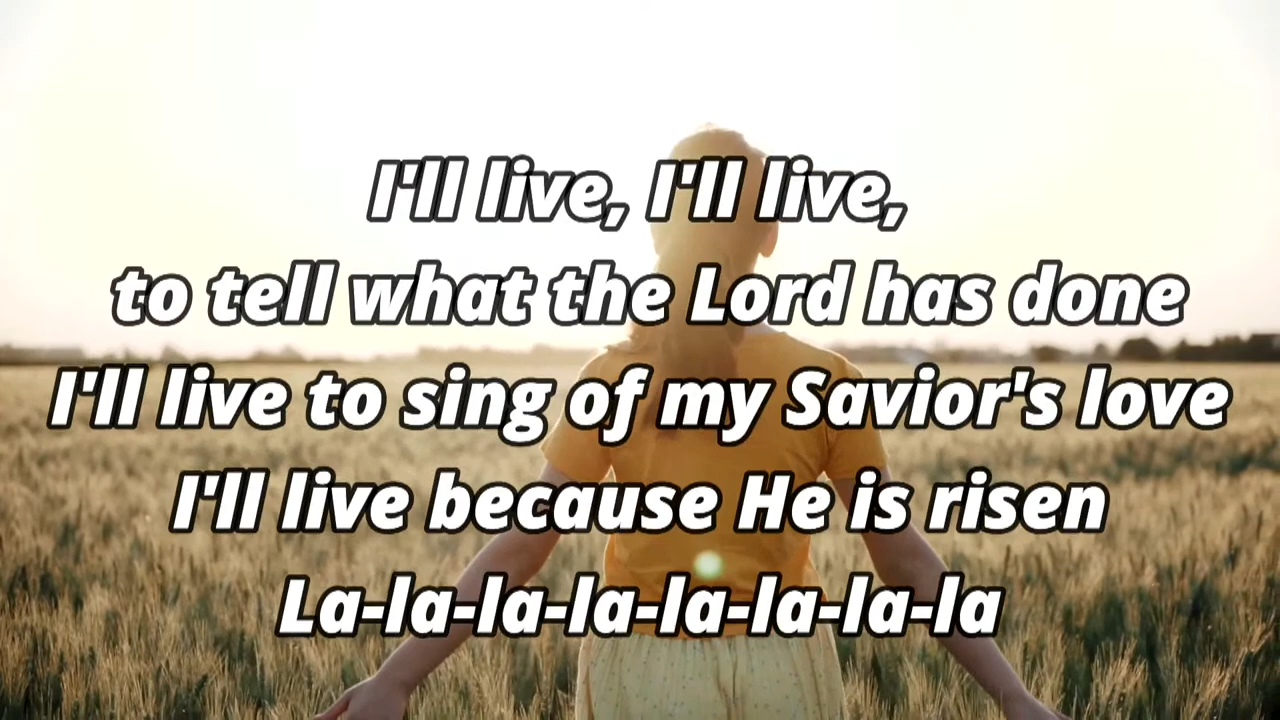 I'll live, I'll live,
to tell what the Lord has done
I'll live to sing of my Savior's love
I'll live because He is risen
La-la-la-la-la-la-la-la